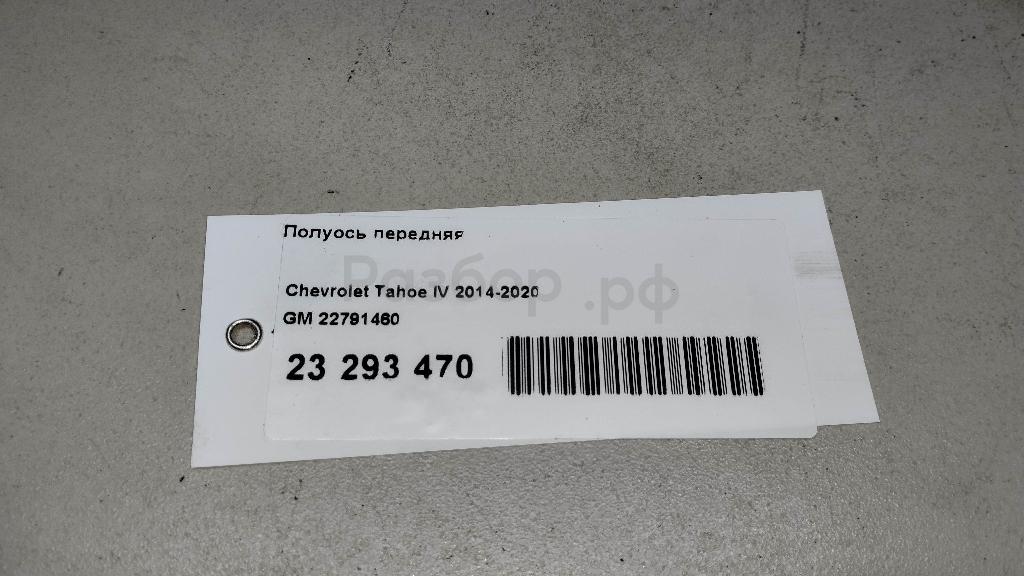 Полуось передняя
Разбор.рф
Chevrolet Tahoe IV 2014-2020
GM 22791460
23 293 470